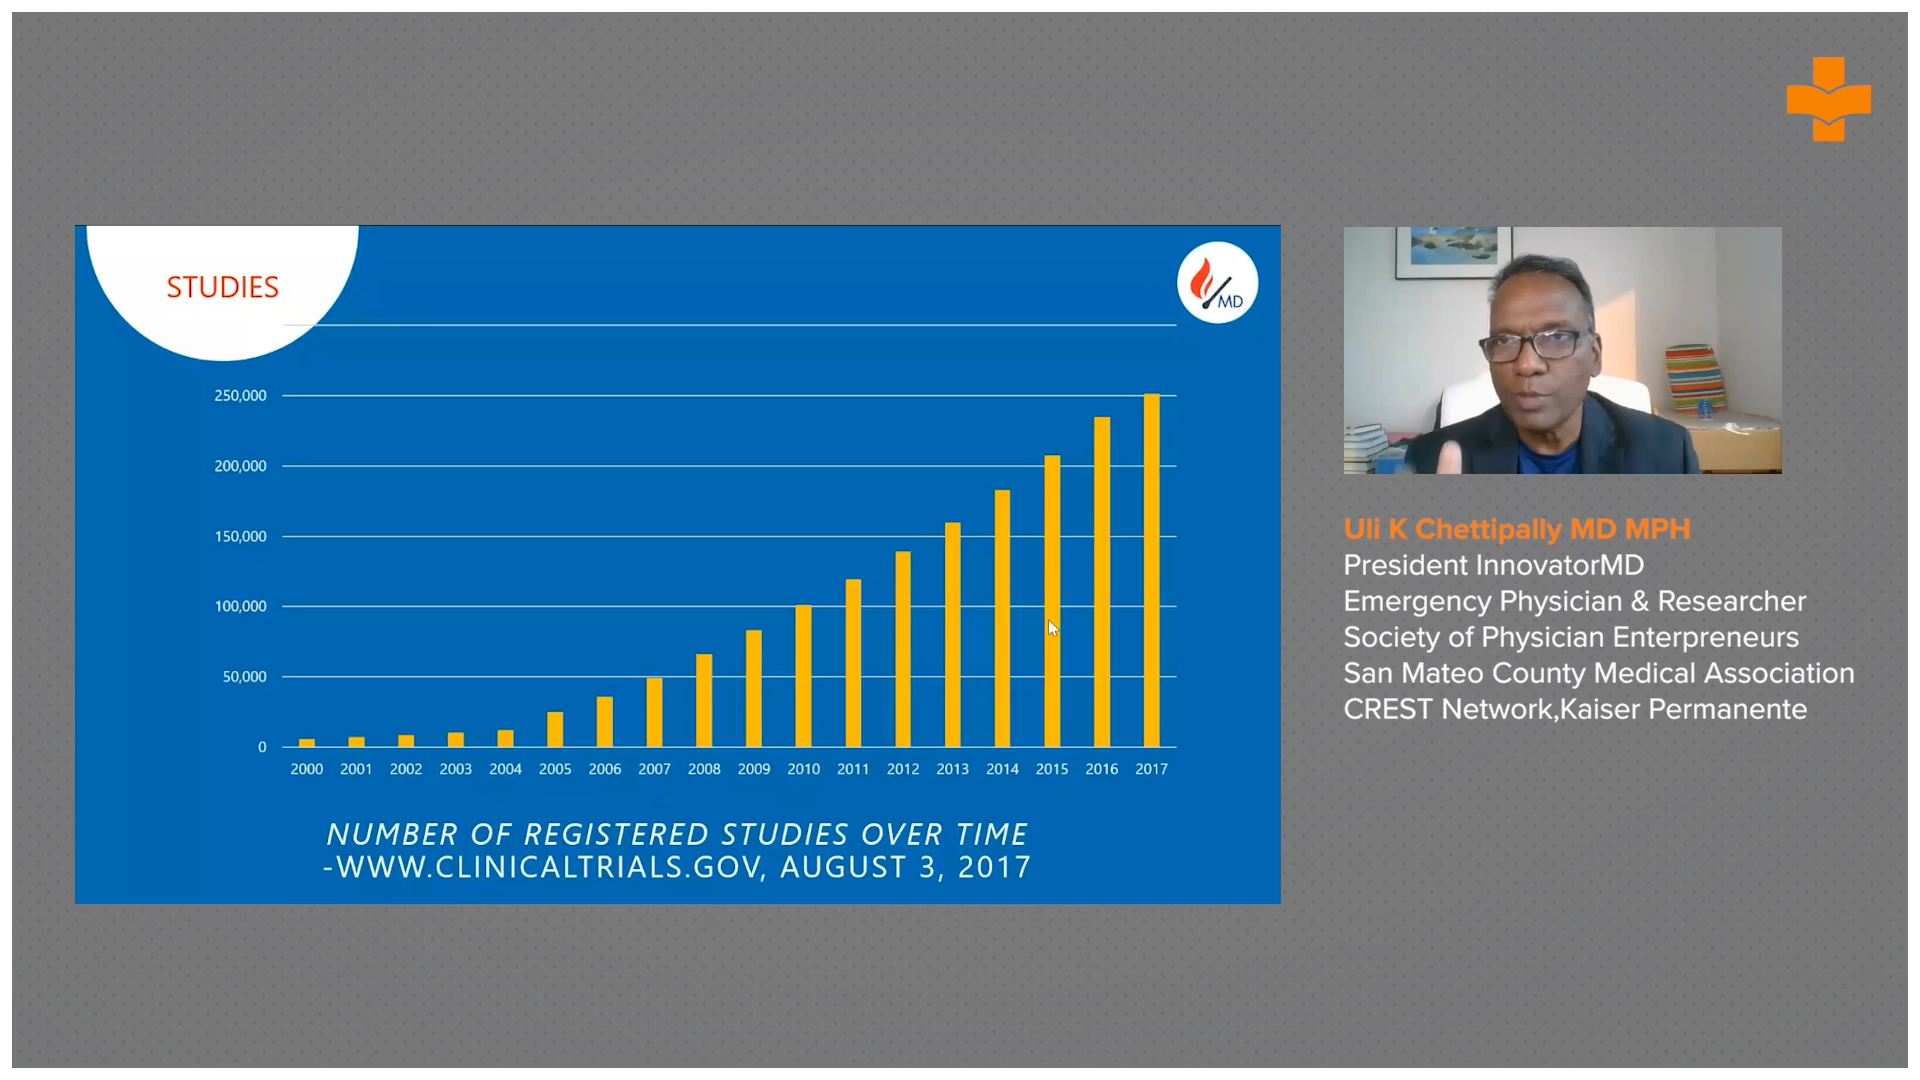 STUDIES
MD
250,000
200,000
150,000
100,000
50,000
0
2000 2001 2002 2003 2004 2005 2006 2007 2008 2009 2010 2011 2012 2013 2014 2015 2016 2017
NUMBER OF REGISTERED STUDIES OVER TIME
-WWW.CLINICALTRIALS.GOV, AUGUST 3, 2017
Uli K Chettipally MD MPH
President InnovatorMD
Emergency Physician & Researcher
Society of Physician Enterpreneurs
San Mateo County Medical Association
CREST Network,Kaiser Permanente